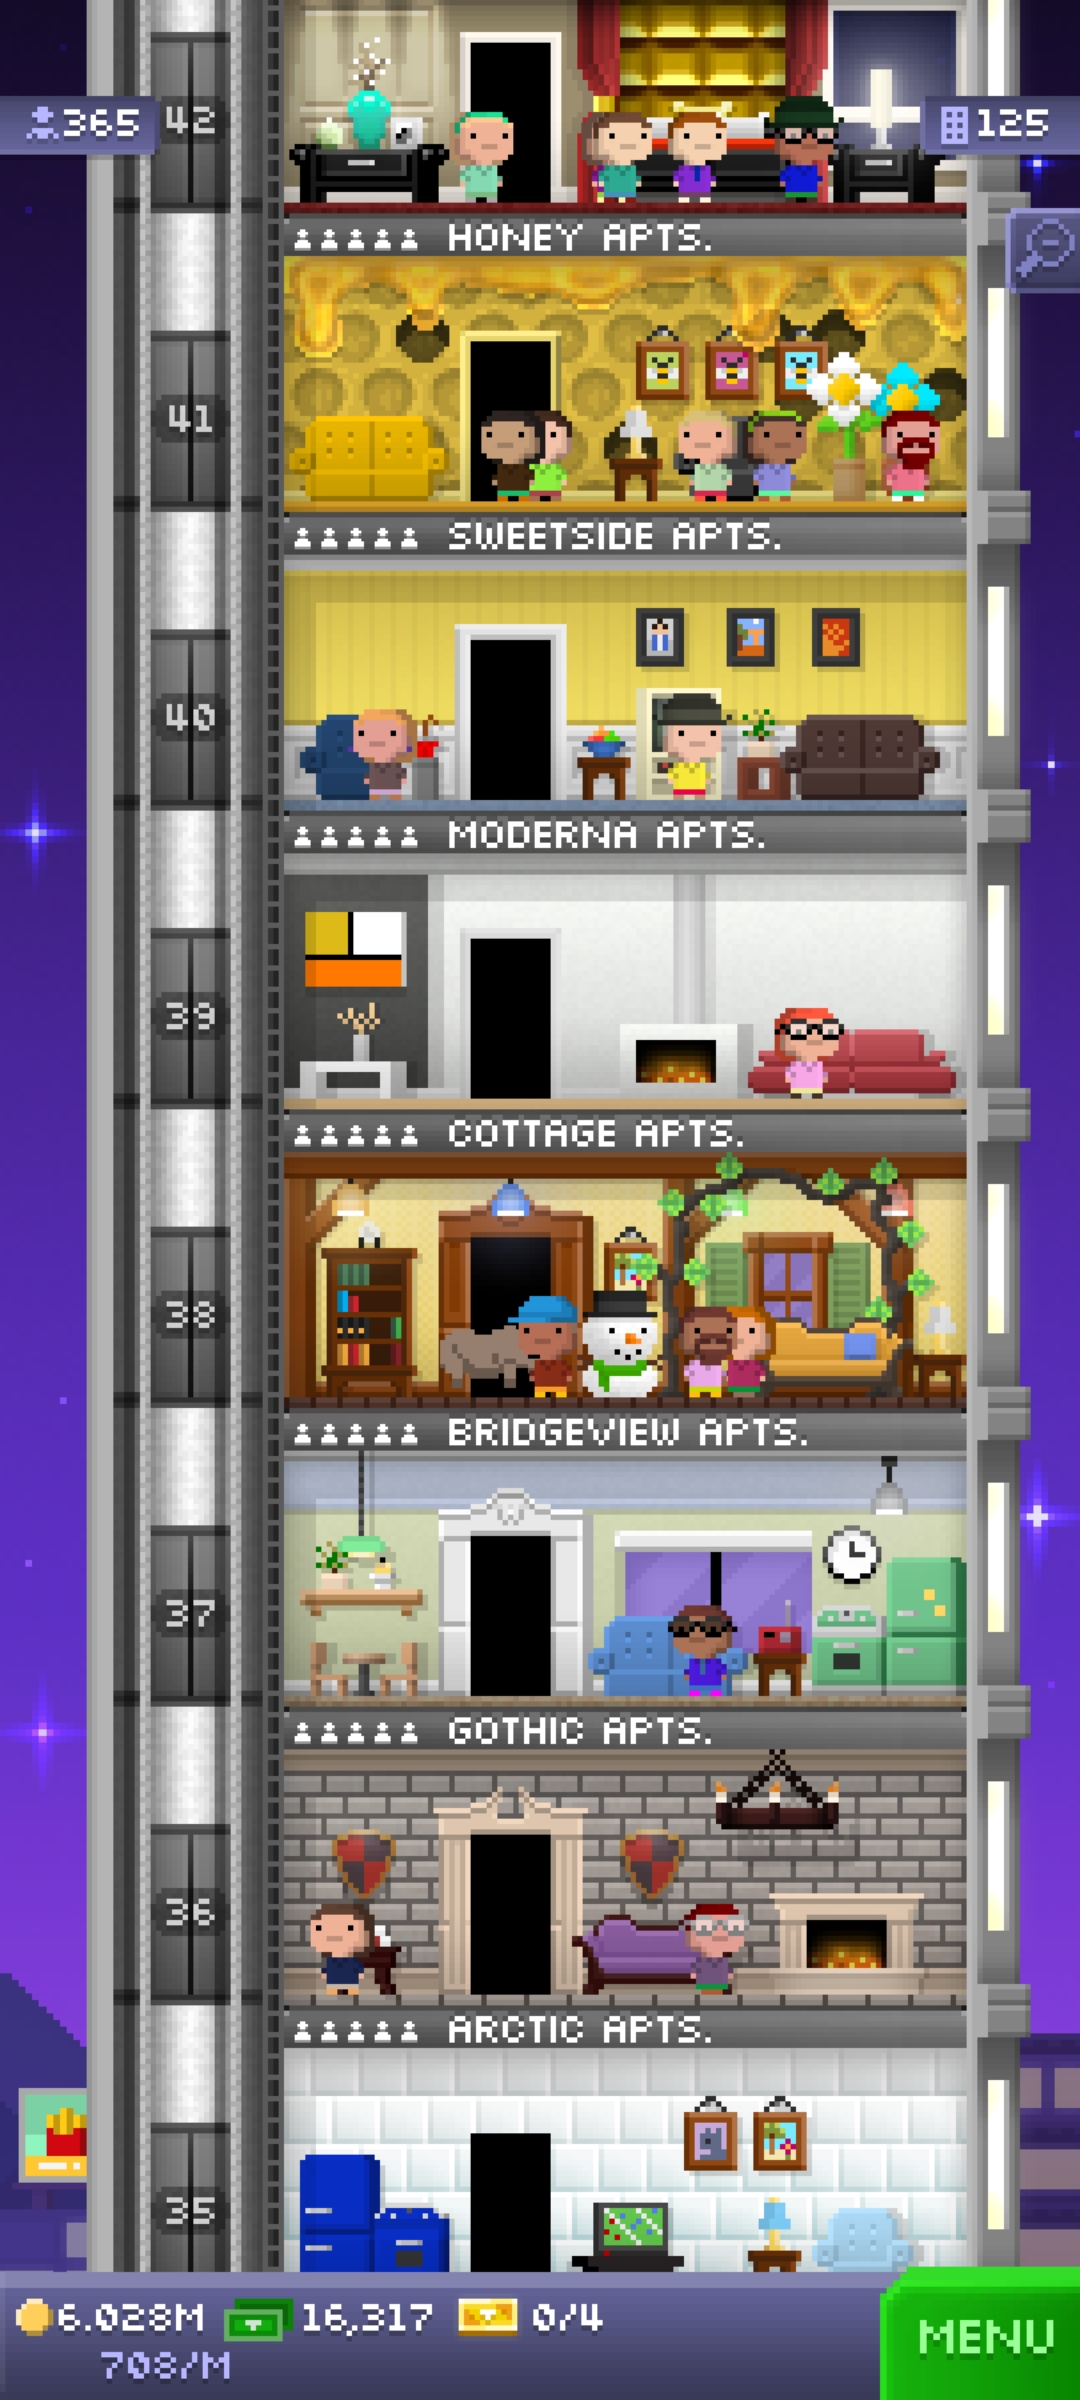 42
365
125
HONEY APTS.
41
SWEETSIDE APTS.
40
MODERNA APTS.
39
COTTAGE APTS.
38
BRIDGEVIEW APTS.
37
GOTHIC APTS.
36
ARCTIC APTS.
35
6.028M 16,317 0/4
708/M
MENU